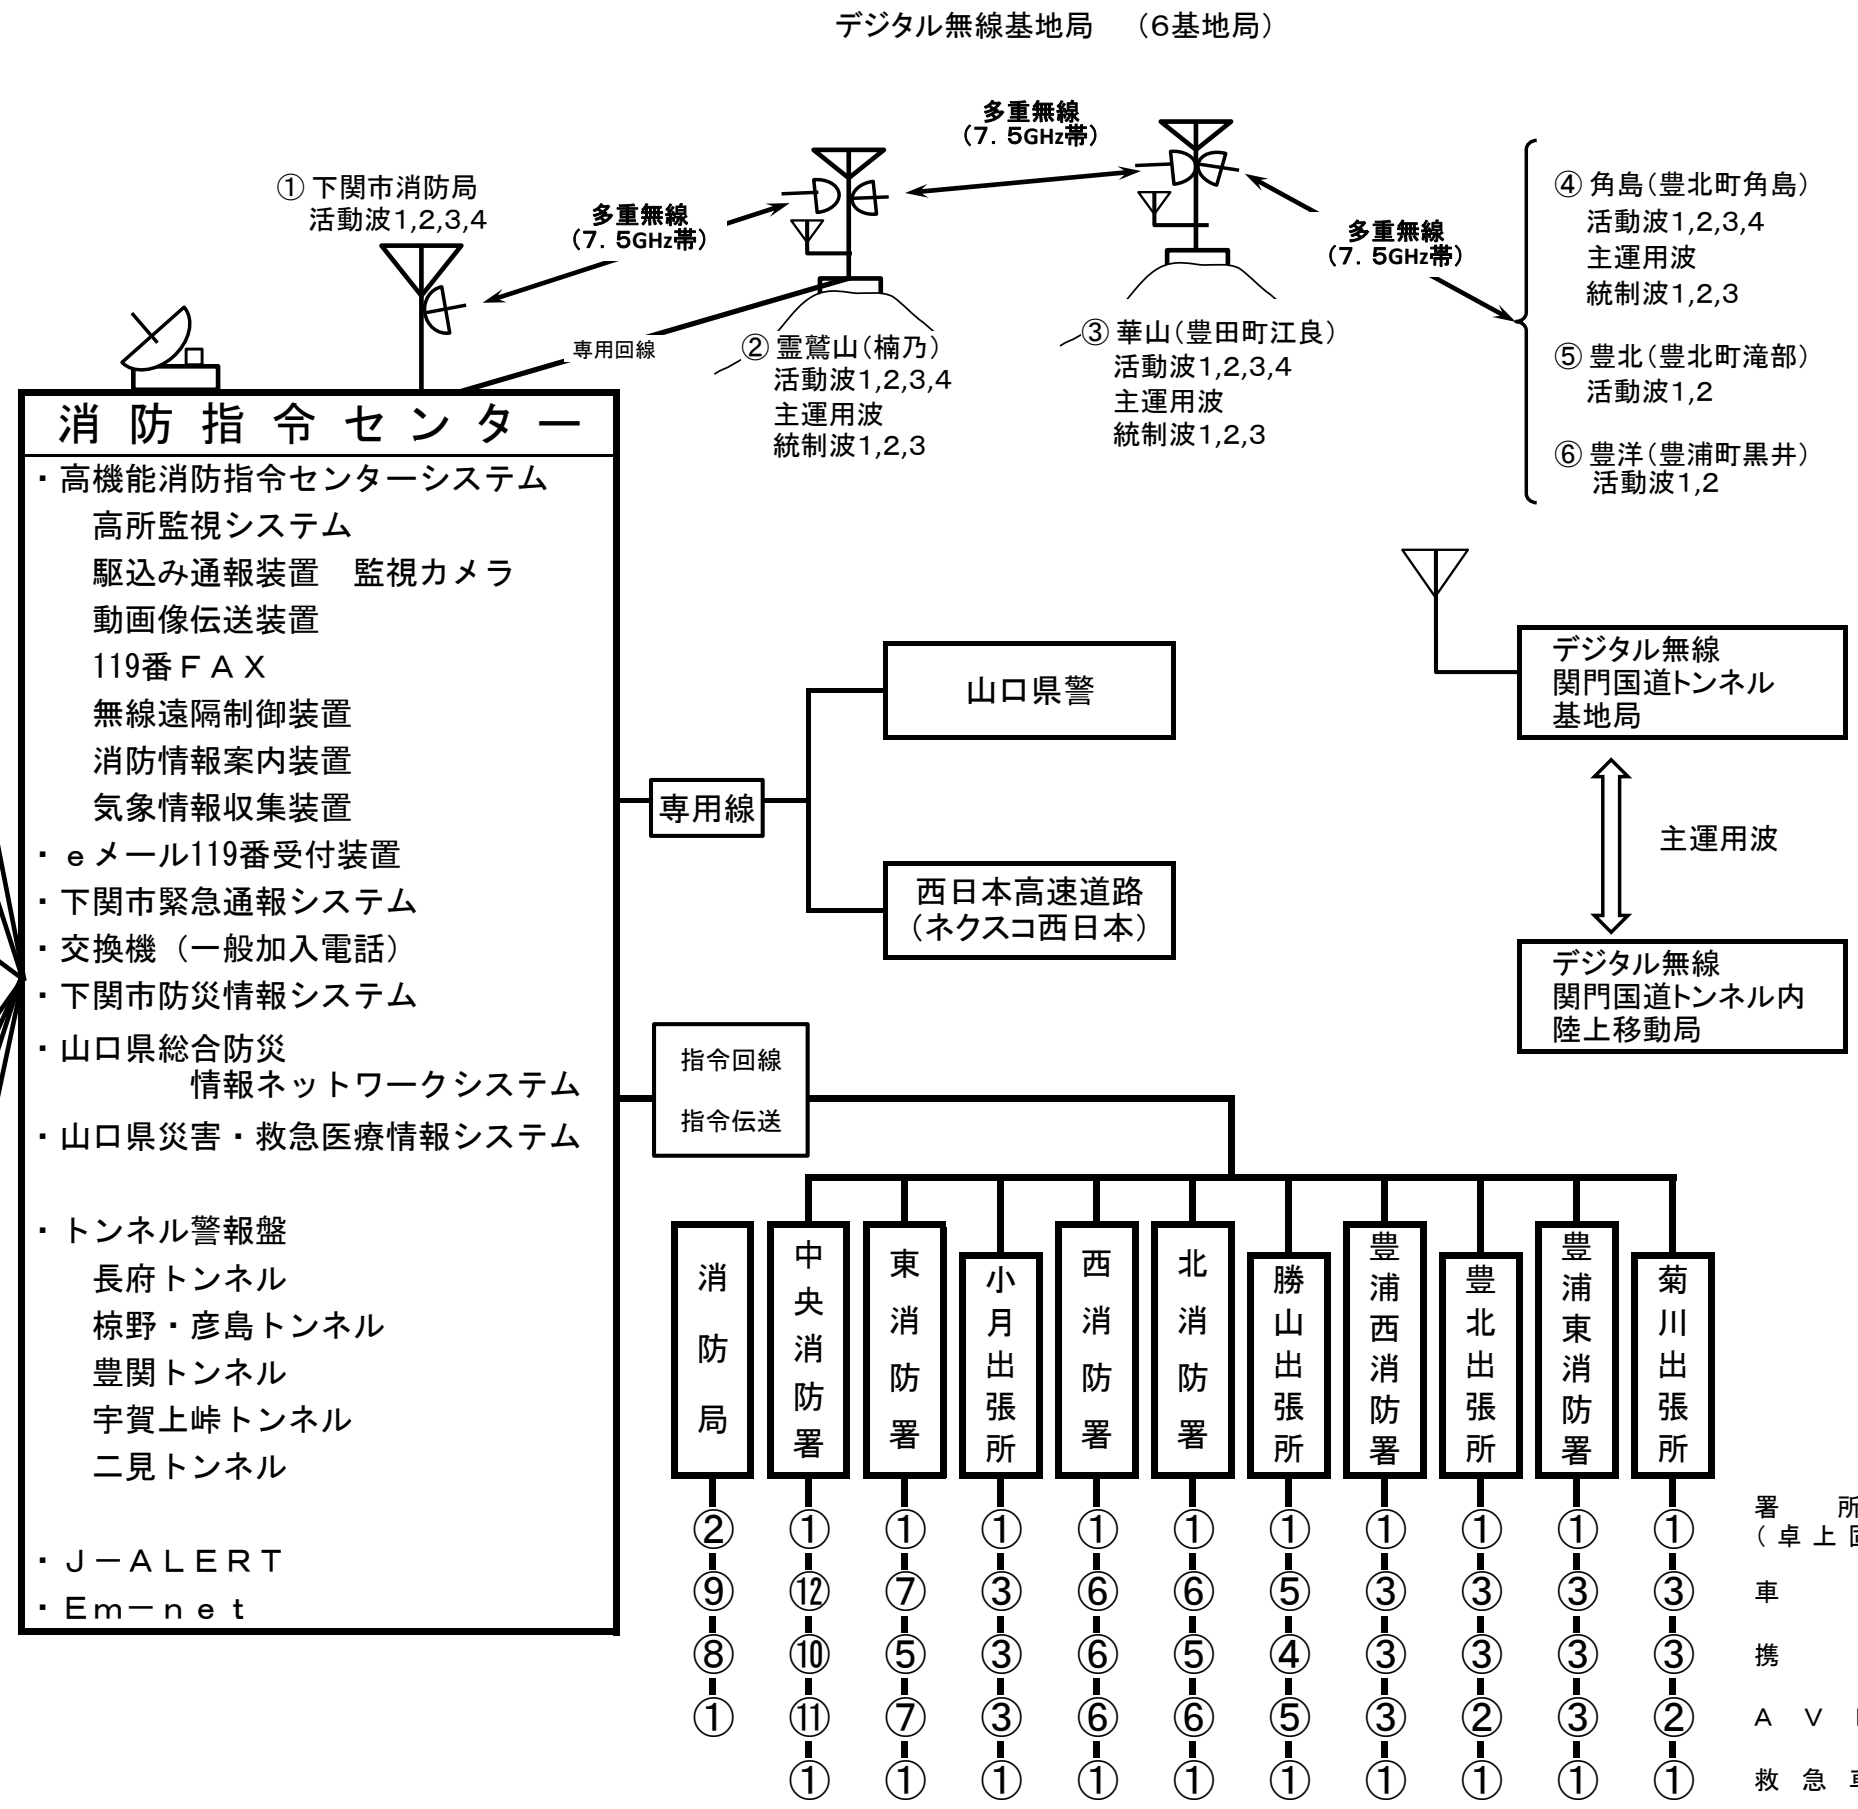 デジタル無線基地局　（６基地局）
多重無線
（７．５GHz帯）
① 下関市消防局
活動波1,2,3,4
多重無線
（７．５GHz帯）
多重無線
（７．５GHz帯）
専用回線
② 霊鷲山（楠乃）
活動波1,2,3,4
主運用波
統制波1,2,3
③ 華山（豊田町江良）
活動波1,2,3,4
主運用波
統制波1,2,3
④ 角島（豊北町角島）
活動波1,2,3,4
主運用波
統制波1,2,3
⑤ 豊北（豊北町滝部）
活動波1,2
⑥ 豊洋（豊浦町黒井）
活動波1,2
消防指令センター
・高機能消防指令センターシステム
高所監視システム
駆込み通報装置　監視カメラ
動画像伝送装置
119番ＦＡＸ
無線遠隔制御装置
消防情報案内装置
気象情報収集装置
・ｅメール119番受付装置
・下関市緊急通報システム
・交換機（一般加入電話）
・下関市防災情報システム
・山口県総合防災
情報ネットワークシステム
・山口県災害・救急医療情報システム
・トンネル警報盤
長府トンネル
椋野・彦島トンネル
豊関トンネル
宇賀上峠トンネル
二見トンネル
・Ｊ－ＡＬＥＲＴ
・Ｅｍ－ｎｅｔ
専用線
山口県警
西日本高速道路
（ネクスコ西日本）
デジタル無線
関門国道トンネル
基地局
主運用波
デジタル無線
関門国道トンネル内
陸上移動局
指令回線
指令伝送
消防局
中央消防署
東消防署
小月出張所
西消防署
北消防署
勝山出張所
豊浦西消防署
豊北出張所
豊浦東消防署
菊川出張所
② ① ① ① ① ① ① ① ① ① ① 署　所
（卓上
⑨ ⑫ ⑦ ③ ⑥ ⑥ ⑤ ③ ③ ③ ③ 車
⑧ ⑩ ⑤ ③ ⑥ ⑤ ④ ③ ③ ③ ③ 携
① ⑪ ⑦ ③ ⑥ ⑥ ⑤ ③ ② ③ ② Ａ Ｖ
① ① ① ① ① ① ① ① ① ① 救 急